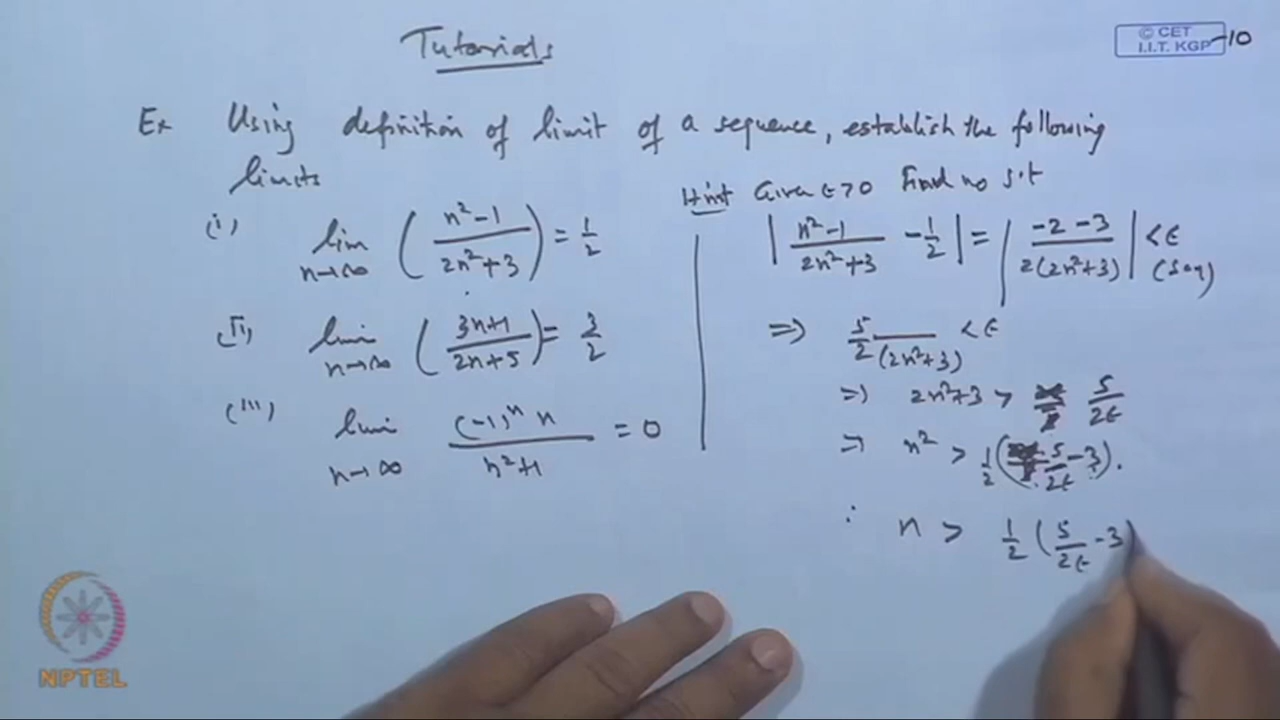 Tutorials
© CET
I.I.T. KGP
-10
Ex Using definition of limit of a sequence, establish the following
limits
(i) lim n→∞ ( n²-1 / 2n²+3 ) = 1/2
(ii) lim n→∞ ( 3n+1 / 2n+5 ) = 3/2
(iii) lim n→∞ (-1)ⁿ n / n²+1 = 0
Hint Given ε>0 Find n₀ s.t
| n²-1 / 2n²+3 - 1/2 | = | -2-3 / 2(2n²+3) | < ε
(say)
=> 5/2 (2n²+3) < ε
=> 2n²+3 > 5/2ε
=> n² > 1/2 ( 5/2ε - 3 ).
∴ n > 1/2 ( 5/2ε - 3 )
NPTEL